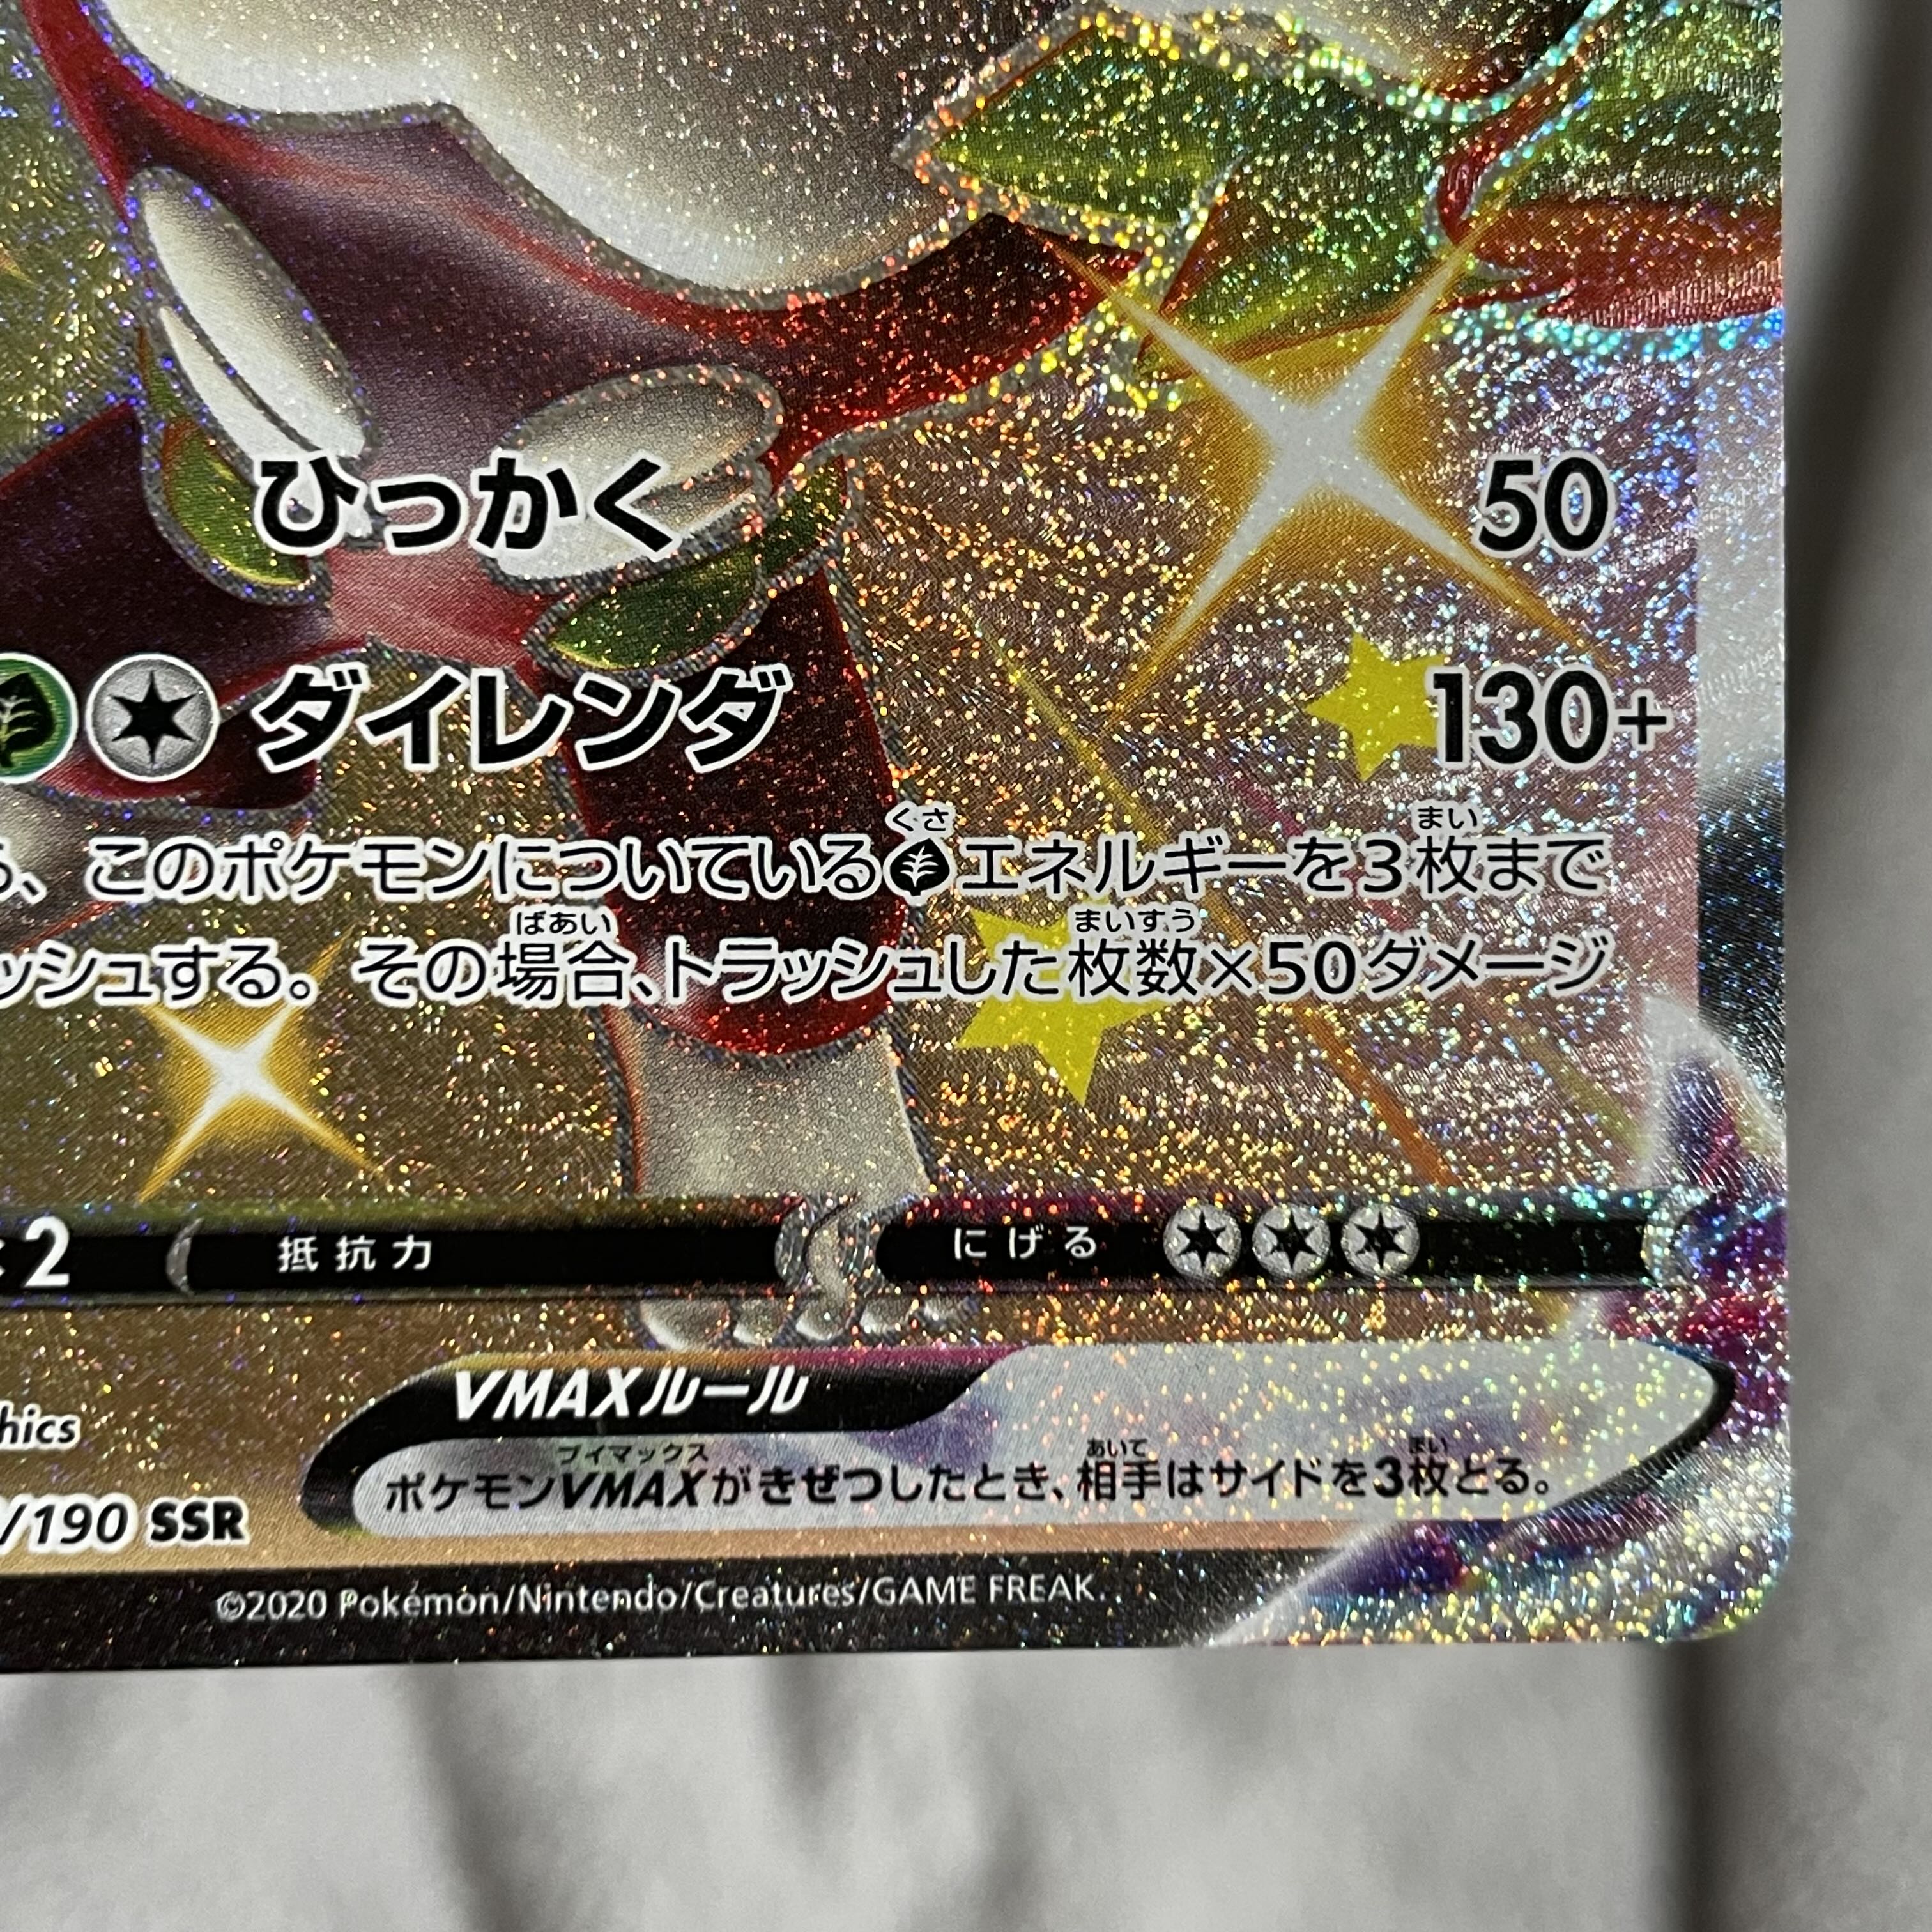 ひっかく 50
ダイレンダ 130+
くさ まい
、このポケモンについているエネルギーを3枚まで
ばあい まいすう
ッシュする。その場合、トラッシュした枚数×50ダメージ
×2 抵抗力 にげる
VMAXルール
hics
ブイマックス あいて まい
ポケモンVMAXがきぜつしたとき、相手はサイドを3枚とる。
/190 SSR
©2020 Pokémon/Nintendo/Creatures/GAME FREAK.